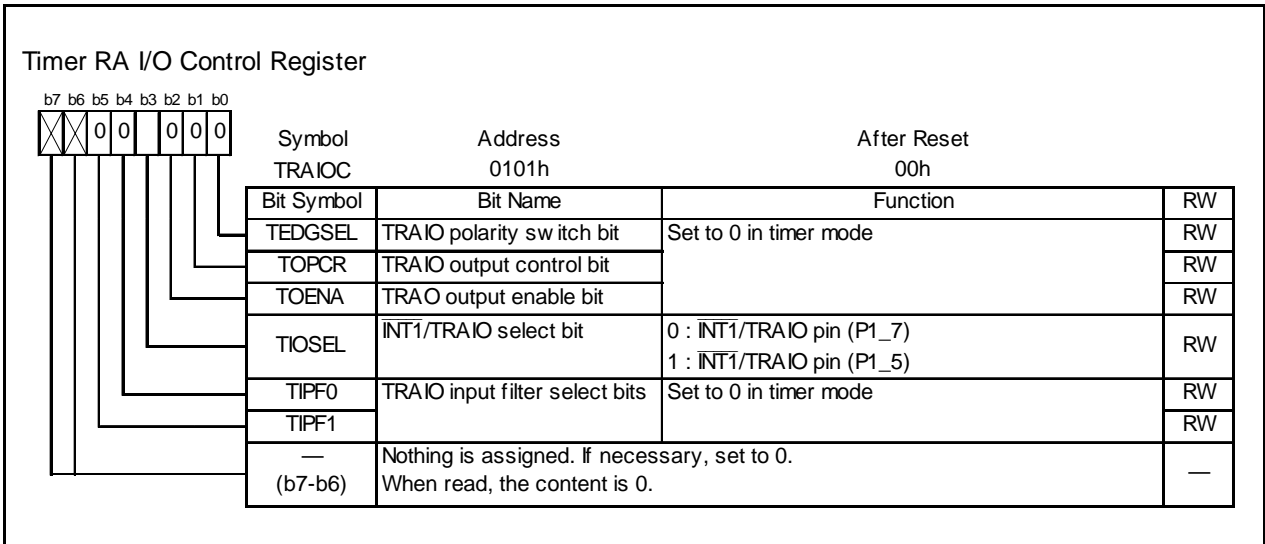 Timer RA I/O Control Register
b7 b6 b5 b4 b3 b2 b1 b0
0 0 0 0 0
Symbol Address After Reset
TRAIOC 0101h 00h
Bit Symbol Bit Name Function RW
TEDGSEL TRAIO polarity switch bit Set to 0 in timer mode RW
TOPCR TRAIO output control bit RW
TOENA TRAO output enable bit RW
TIOSEL INT1/TRAIO select bit 0 : INT1/TRAIO pin (P1_7) RW
1 : INT1/TRAIO pin (P1_5)
TIPF0 TRAIO input filter select bits Set to 0 in timer mode RW
TIPF1 RW
— Nothing is assigned. If necessary, set to 0. —
(b7-b6) When read, the content is 0.